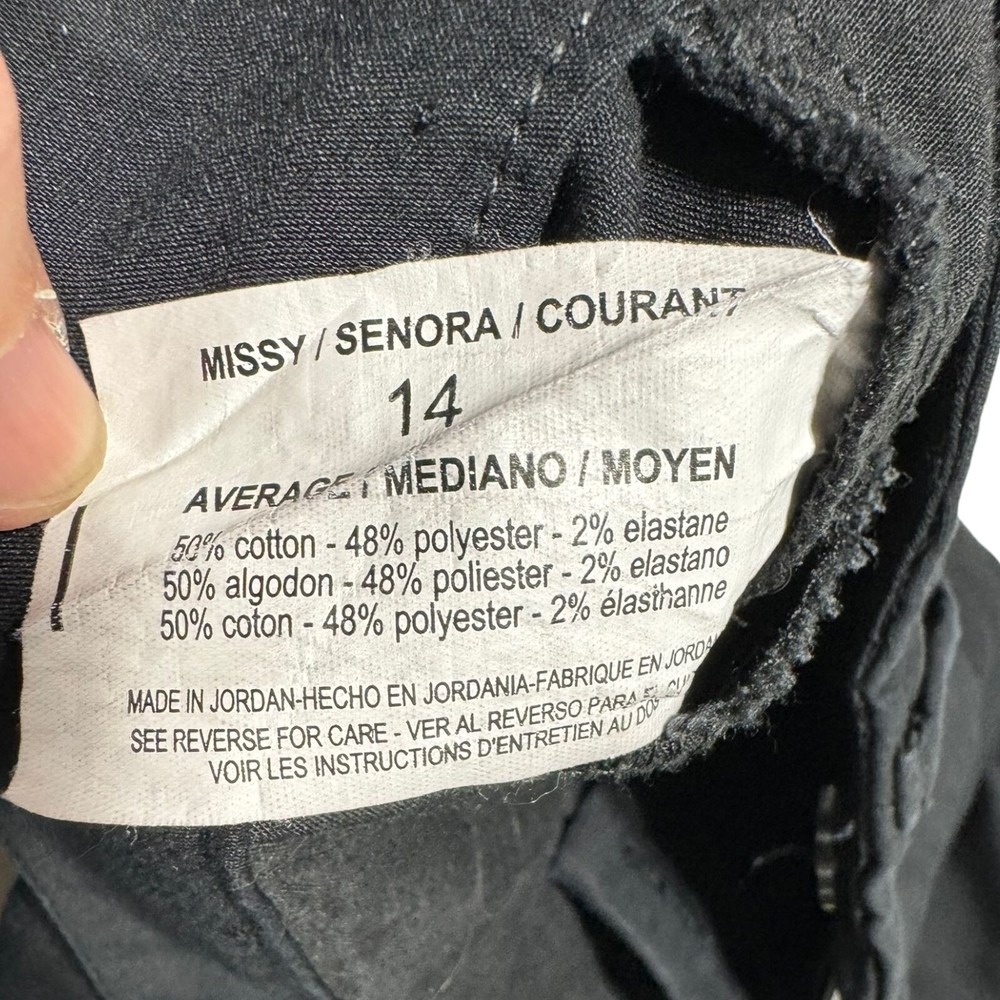 MISSY / SENORA / COURANT
14
AVERAGE / MEDIANO / MOYEN
50% cotton - 48% polyester - 2% elastane
50% algodon - 48% poliester - 2% elastano
50% coton - 48% polyester - 2% élasthanne
MADE IN JORDAN-HECHO EN JORDANIA-FABRIQUE EN JORDA
SEE REVERSE FOR CARE - VER AL REVERSO PARA
VOIR LES INSTRUCTIONS D'ENTRETIEN AU DOS